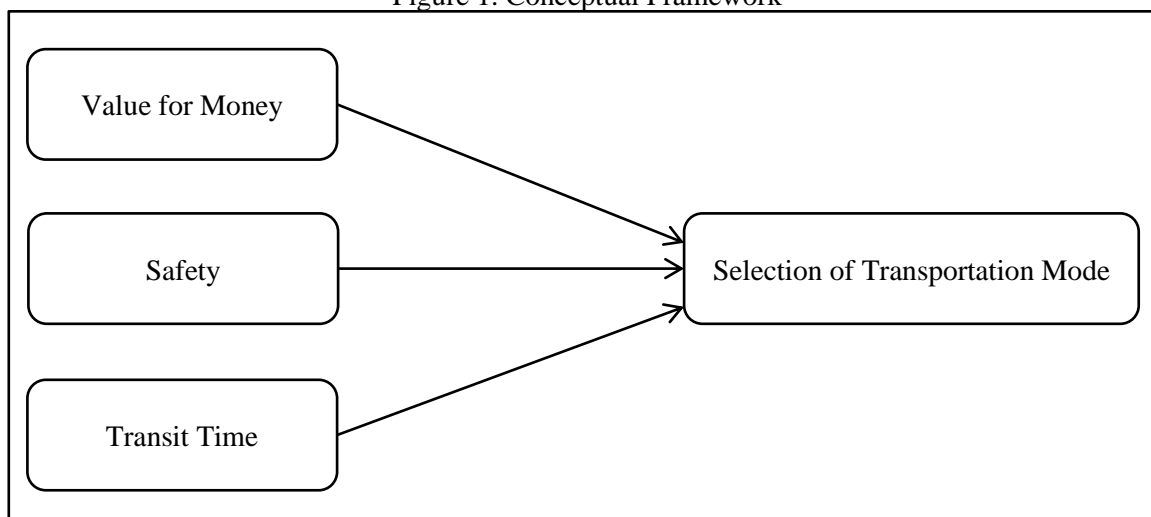 Figure 1: Conceptual Framework
Value for Money
Safety
Selection of Transportation Mode
Transit Time